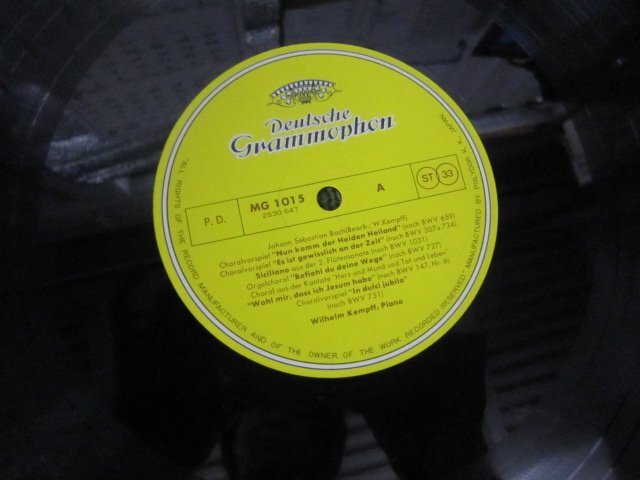 Deutsche
Grammophon
P.D.
MG 1015
2530 647
A
ST 33
Johann Sebastian Bach(Bearb.: W.Kempff)
Choralvorspiel "Nun komm der Heiden Heiland" (nach BWV 659)
Choralvorspiel "Es ist gewisslich an der Zeit" (nach BWV 307u.734)
Siciliano aus der 2. Flötensonate (nach BWV 1031)
Orgelchoral "Befiehl du deine Wege" (nach BWV 727)
Choral aus der Kantate "Herz und Mund und Tat und Leben"
"Wohl mir, dass ich Jesum habe" (nach BWV 147, Nr. 6)
Choralvorspiel "In dulci jubilo"
(nach BWV 751)
Wilhelm Kempff, Piano
"ALL RIGHTS OF THE RECORD MANUFACTURER AND OF THE OWNER OF THE WORK RECORDED RESERVED" MANUFACTURED BY POLYDOR K.K. JAPAN